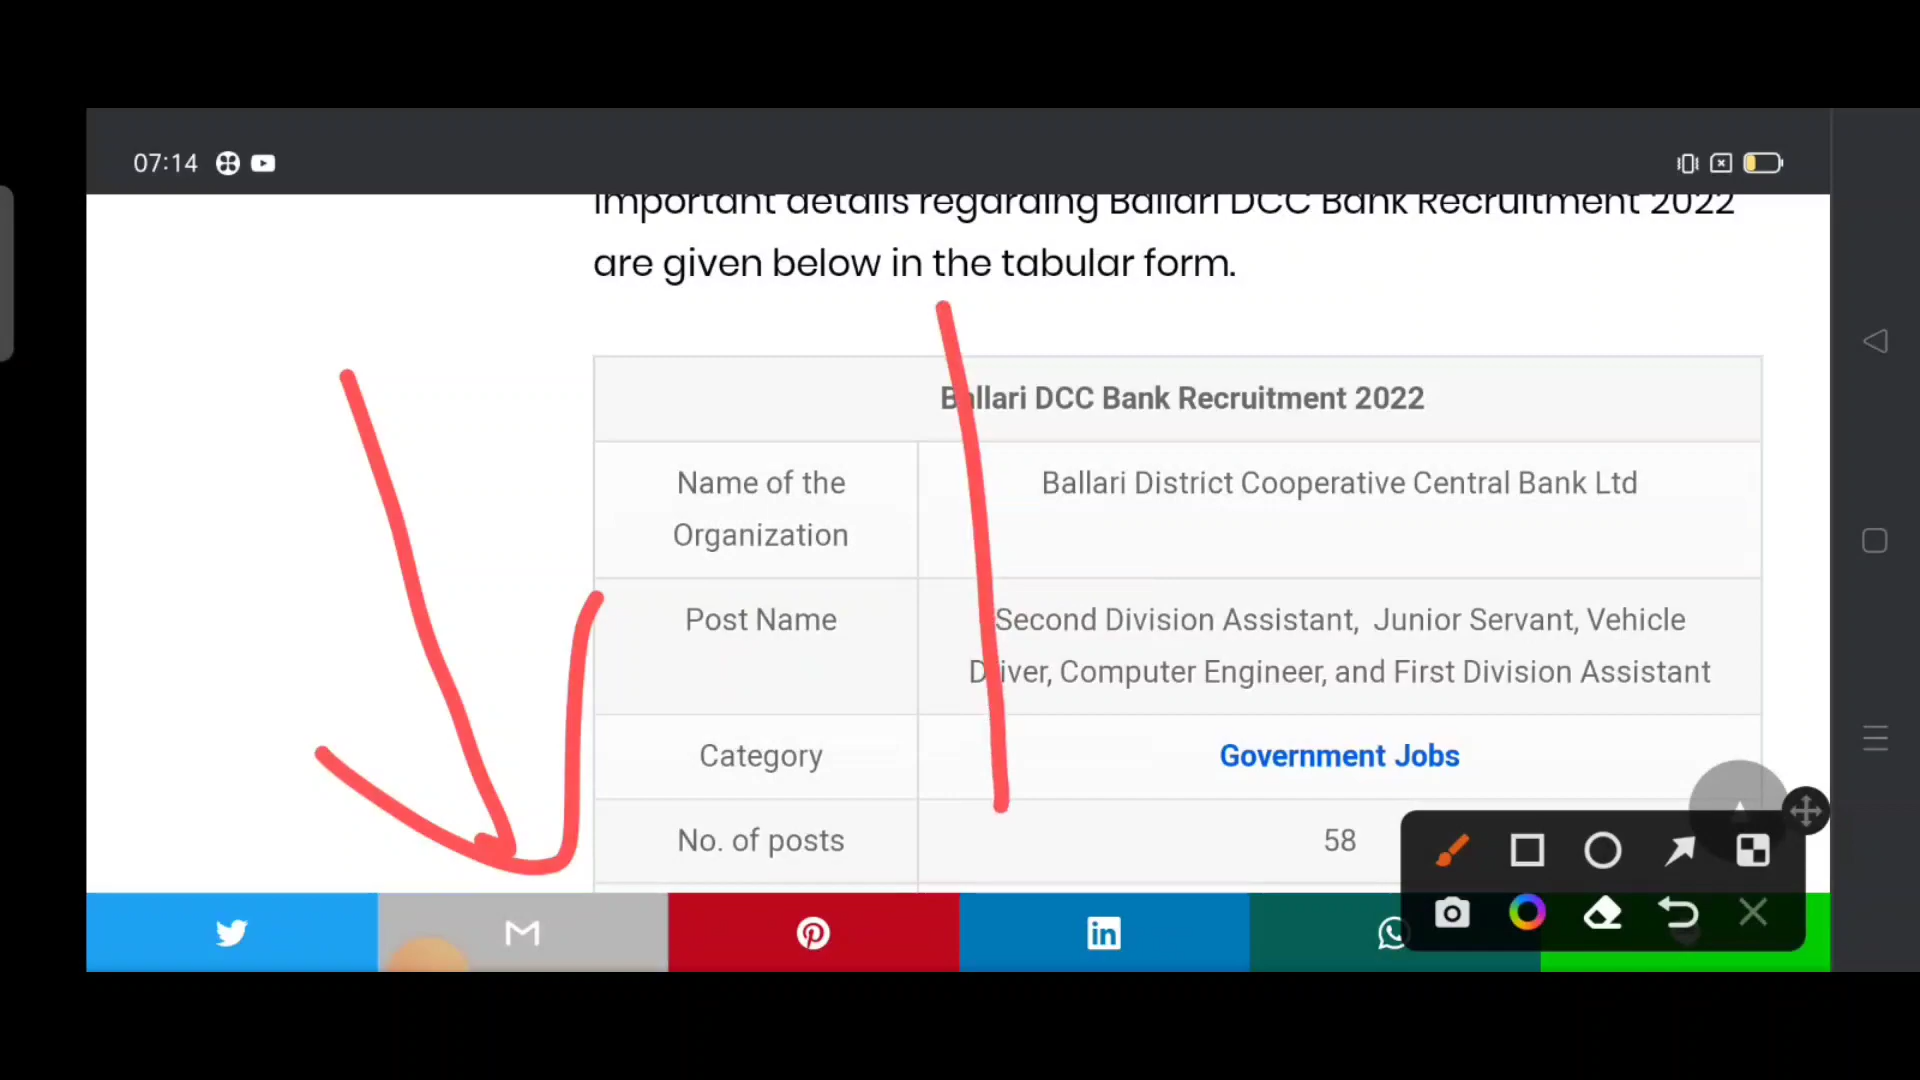 07:14
Important details regarding Ballari DCC Bank Recruitment 2022
are given below in the tabular form.
Ballari DCC Bank Recruitment 2022
Name of the
Organization
Ballari District Cooperative Central Bank Ltd
Post Name
Second Division Assistant, Junior Servant, Vehicle
Driver, Computer Engineer, and First Division Assistant
Category
Government Jobs
No. of posts
58